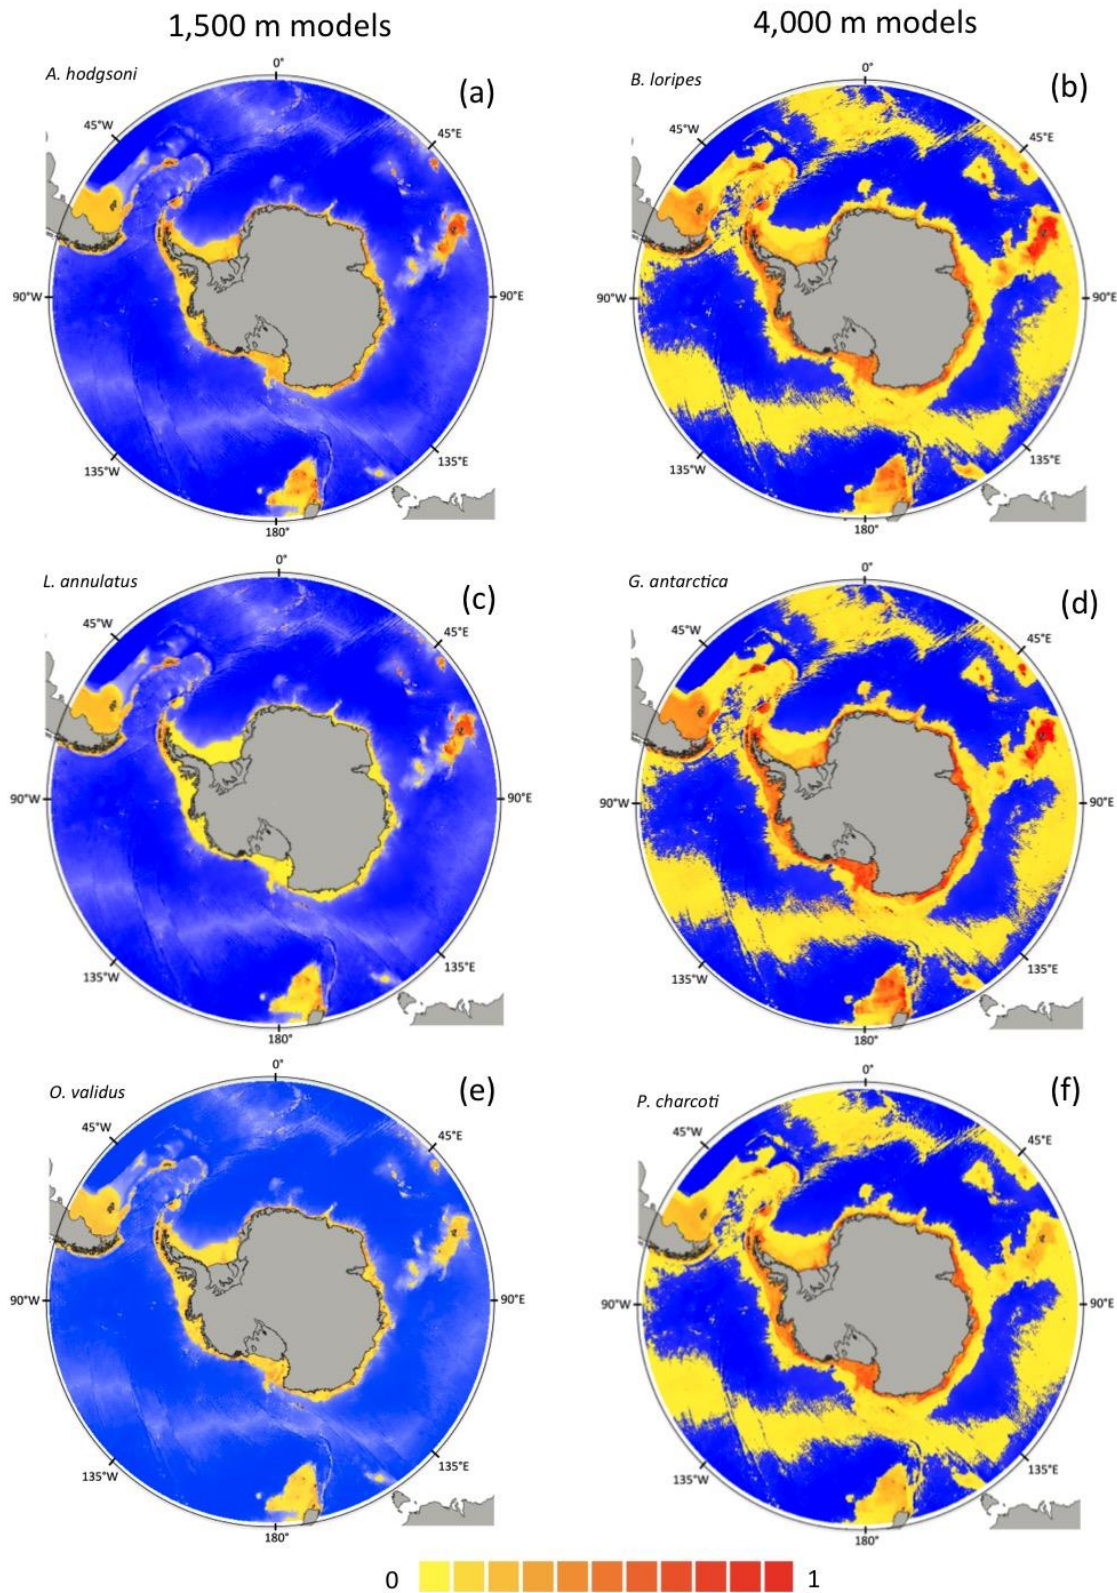 1,500 m models
4,000 m models
A. hodgsoni
(a)
0°
45°W
45°E
90°W
90°E
135°W
135°E
180°
B. loripes
(b)
0°
45°W
45°E
90°W
90°E
135°W
135°E
180°
L. annulatus
(c)
0°
45°W
45°E
90°W
90°E
135°W
135°E
180°
G. antarctica
(d)
0°
45°W
45°E
90°W
90°E
135°W
135°E
180°
O. validus
(e)
0°
45°W
45°E
90°W
90°E
135°W
135°E
180°
P. charcoti
(f)
0°
45°W
45°E
90°W
90°E
135°W
135°E
180°
0
1